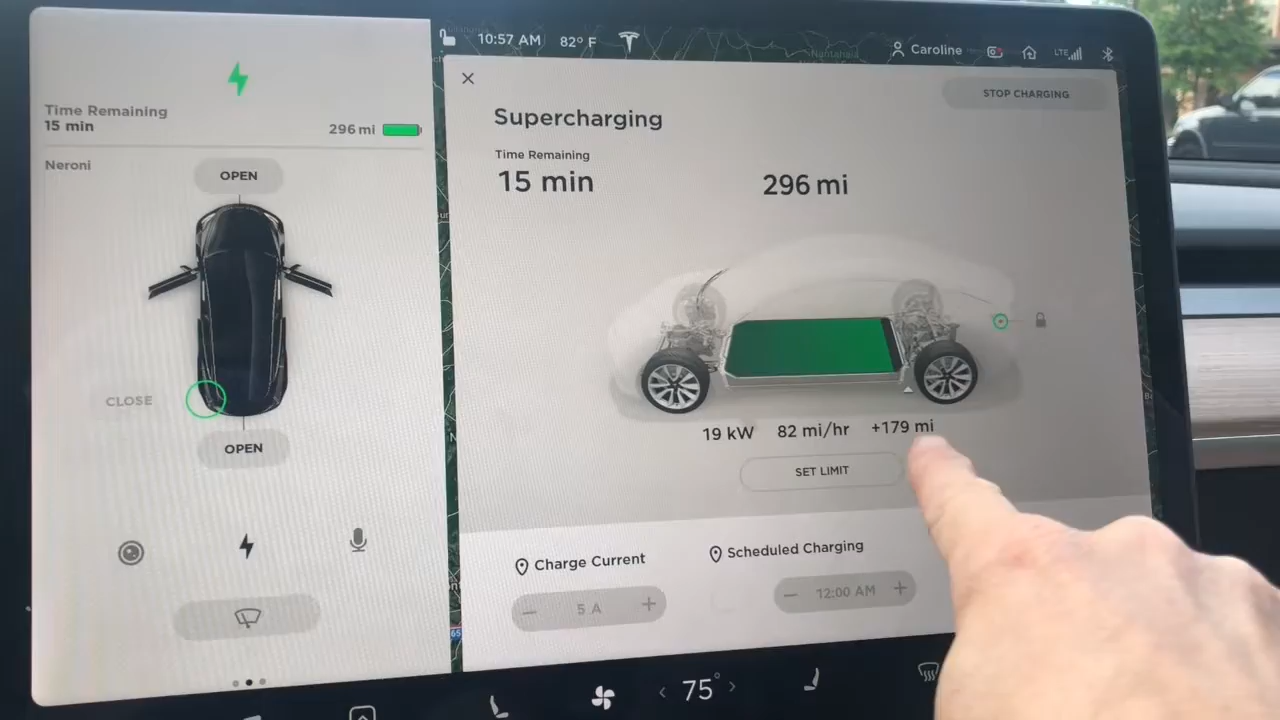 Time Remaining
15 min
296 mi
Neroni
OPEN
CLOSE
OPEN
10:57 AM
82° F
Caroline
LTE
STOP CHARGING
Supercharging
Time Remaining
15 min
296 mi
19 kW
82 mi/hr
+179 mi
SET LIMIT
Charge Current
Scheduled Charging
− 5 A +
− 12:00 AM +
65
< 75° >